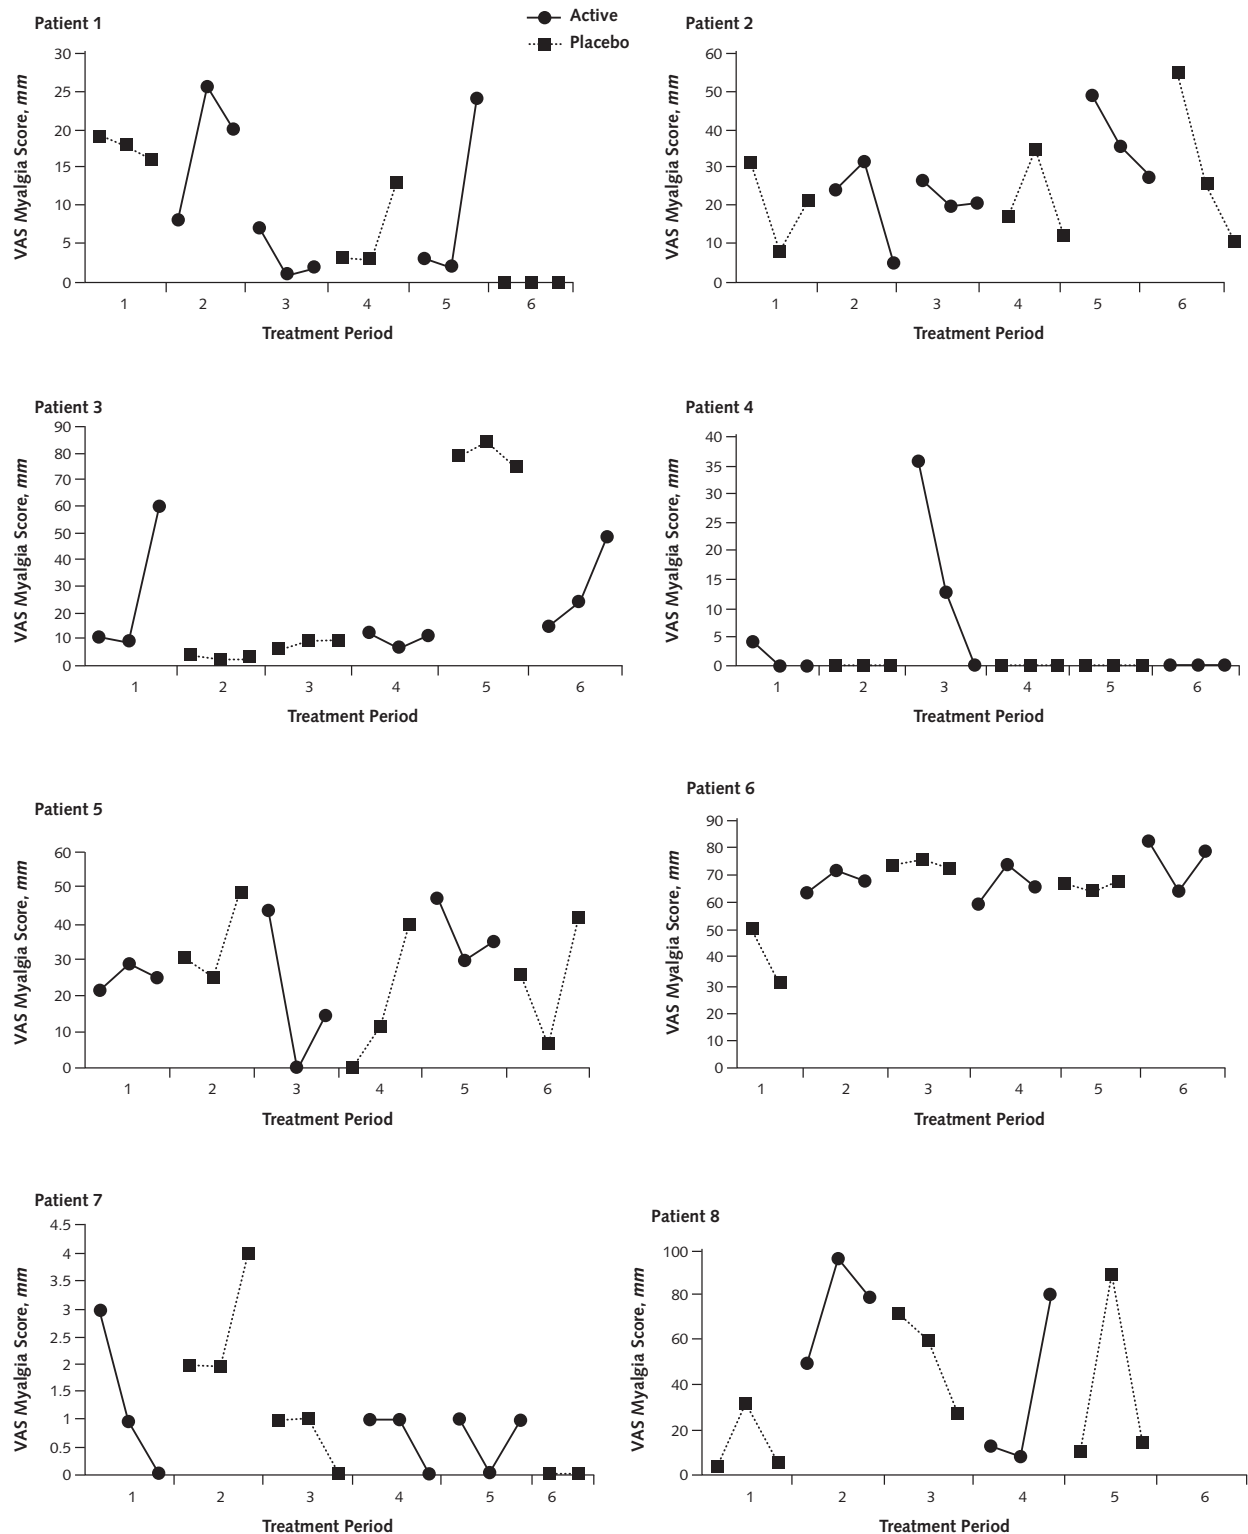 Patient 1
Active
Placebo
VAS Myalgia Score, mm
30
25
20
15
10
5
0
1 2 3 4 5 6
Treatment Period
Patient 2
VAS Myalgia Score, mm
60
50
40
30
20
10
0
1 2 3 4 5 6
Treatment Period
Patient 3
VAS Myalgia Score, mm
90
80
70
60
50
40
30
20
10
0
1 2 3 4 5 6
Treatment Period
Patient 4
VAS Myalgia Score, mm
40
35
30
25
20
15
10
5
0
1 2 3 4 5 6
Treatment Period
Patient 5
VAS Myalgia Score, mm
60
50
40
30
20
10
0
1 2 3 4 5 6
Treatment Period
Patient 6
VAS Myalgia Score, mm
90
80
70
60
50
40
30
20
10
0
1 2 3 4 5 6
Treatment Period
Patient 7
VAS Myalgia Score, mm
4.5
4
3.5
3
2.5
2
1.5
1
0.5
0
1 2 3 4 5 6
Treatment Period
Patient 8
VAS Myalgia Score, mm
100
80
60
40
20
0
1 2 3 4 5 6
Treatment Period